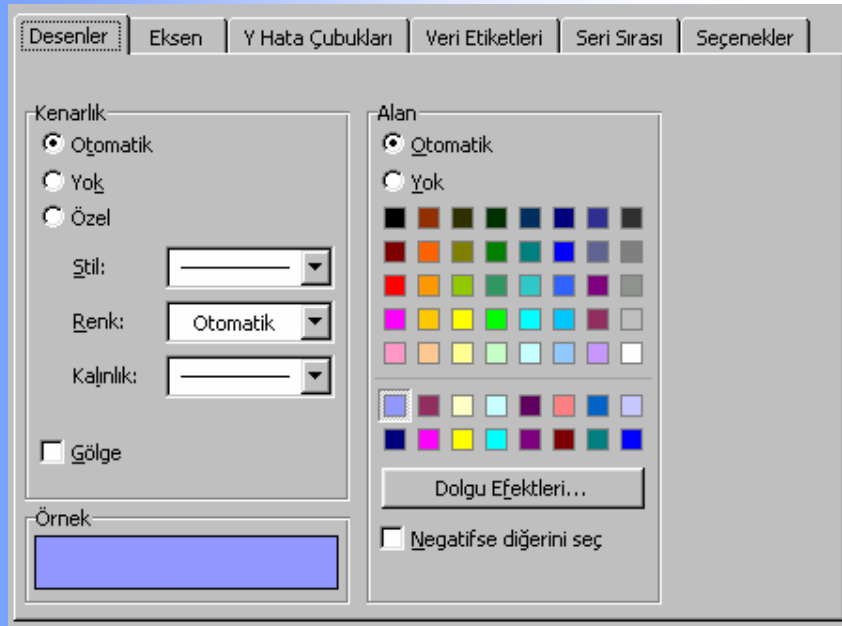 Desenler Eksen Y Hata Çubukları Veri Etiketleri Seri Sırası Seçenekler
Kenarlık
Otomatik
Yok
Özel
Stil:
Renk: Otomatik
Kalınlık:
Gölge
Örnek
Alan
Otomatik
Yok
Dolgu Efektleri...
Negatifse diğerini seç